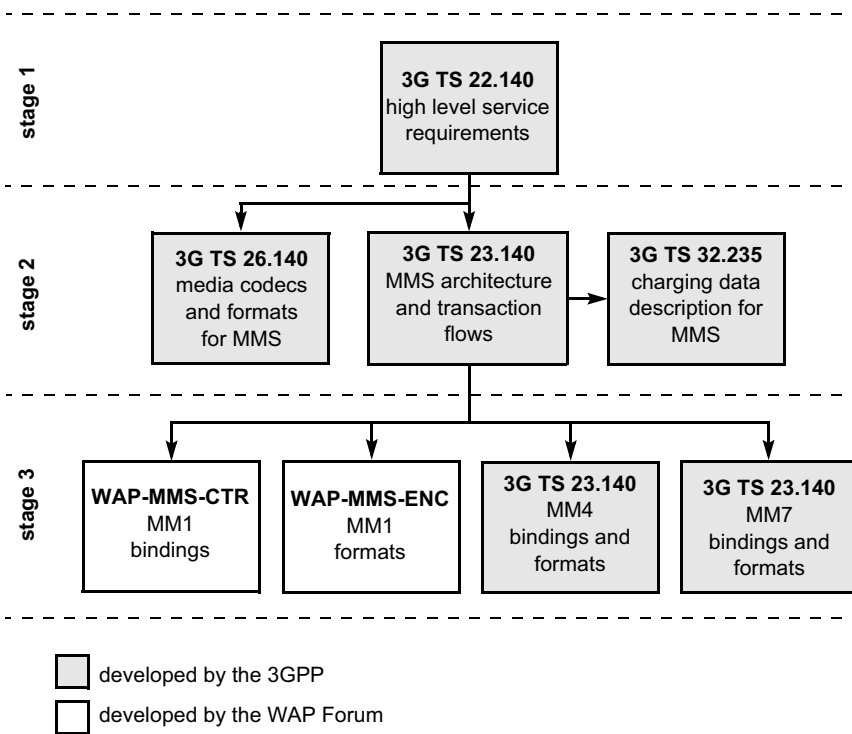 stage 1
3G TS 22.140
high level service
requirements
stage 2
3G TS 26.140
media codecs
and formats
for MMS
3G TS 23.140
MMS architecture
and transaction
flows
3G TS 32.235
charging data
description for
MMS
stage 3
WAP-MMS-CTR
MM1
bindings
WAP-MMS-ENC
MM1
formats
3G TS 23.140
MM4
bindings and
formats
3G TS 23.140
MM7
bindings and
formats
developed by the 3GPP
developed by the WAP Forum